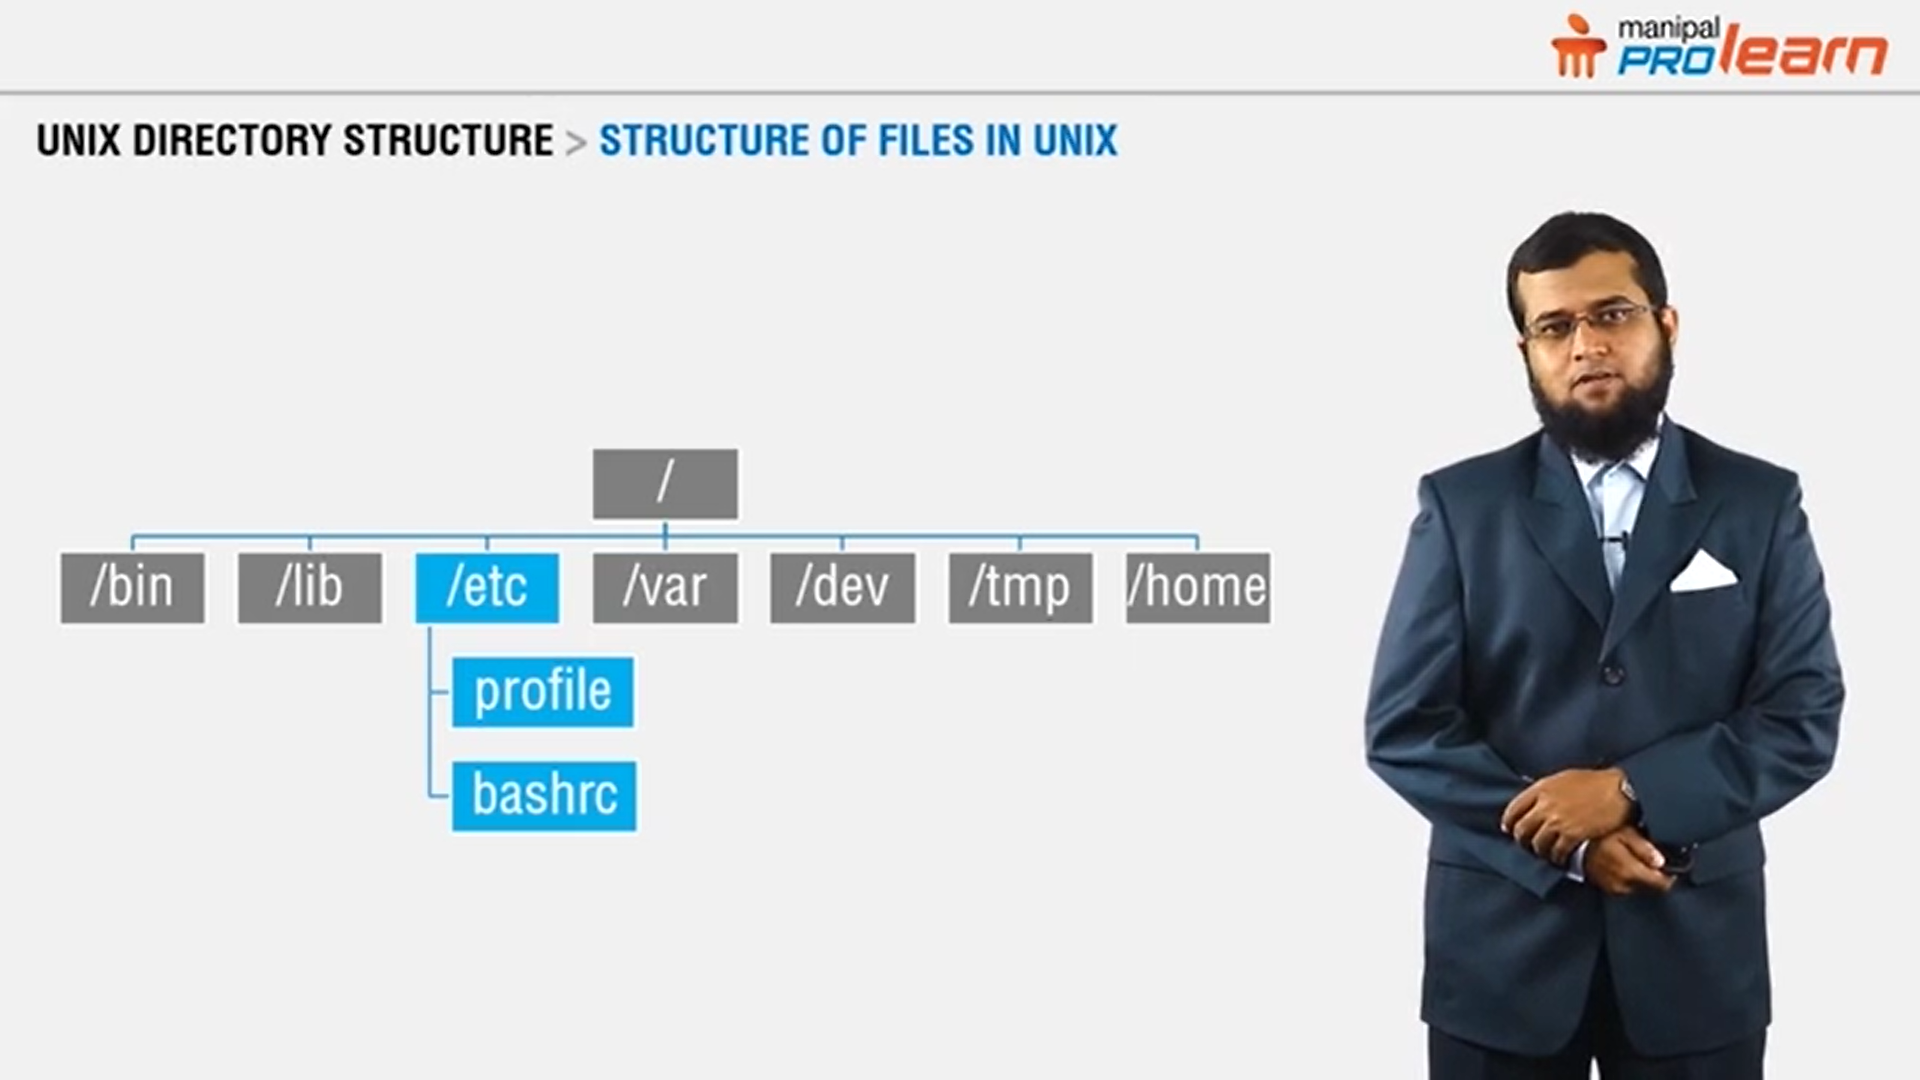 manipal
PROlearn
UNIX DIRECTORY STRUCTURE > STRUCTURE OF FILES IN UNIX
/
/bin /lib /etc /var /dev /tmp /home
profile
bashrc